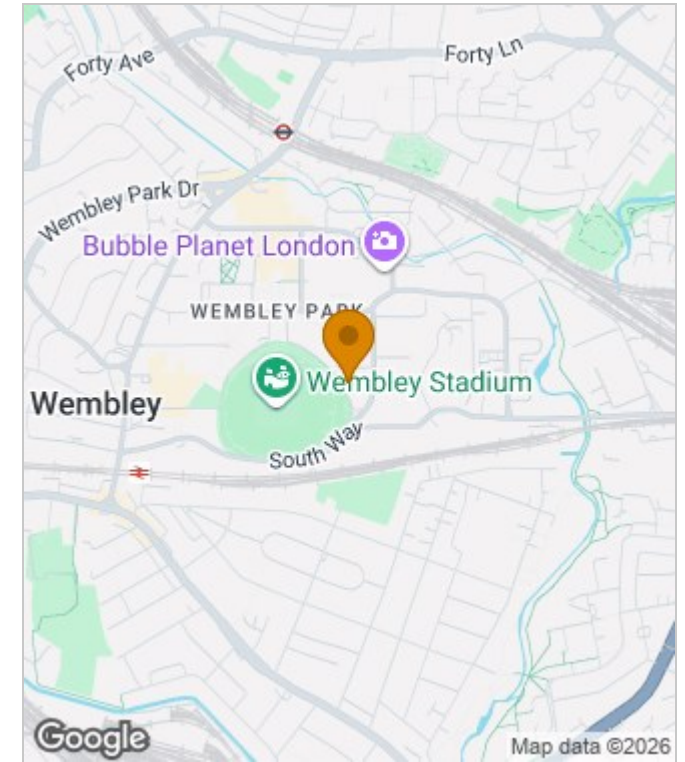 Forty Ave
Forty Ln
Wembley Park Dr
Bubble Planet London
WEMBLEY PARK
Wembley Stadium
Wembley
South Way
Google
Map data ©2026